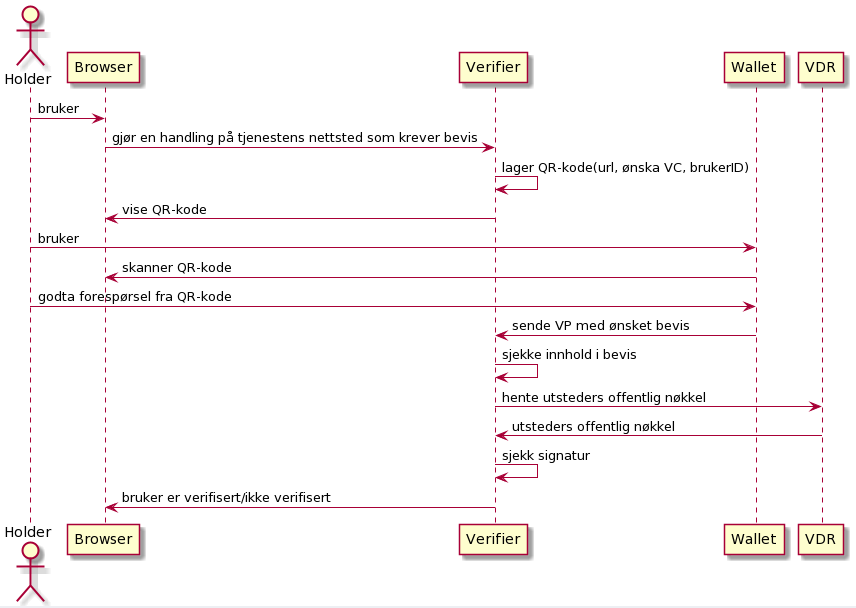 Holder
Browser
Verifier
Wallet
VDR
bruker
gjør en handling på tjenestens nettsted som krever bevis
lager QR-kode(url, ønska VC, brukerID)
vise QR-kode
bruker
skanner QR-kode
godta forespørsel fra QR-kode
sende VP med ønsket bevis
sjekke innhold i bevis
hente utsteders offentlig nøkkel
utsteders offentlig nøkkel
sjekk signatur
bruker er verifisert/ikke verifisert
Holder
Browser
Verifier
Wallet
VDR